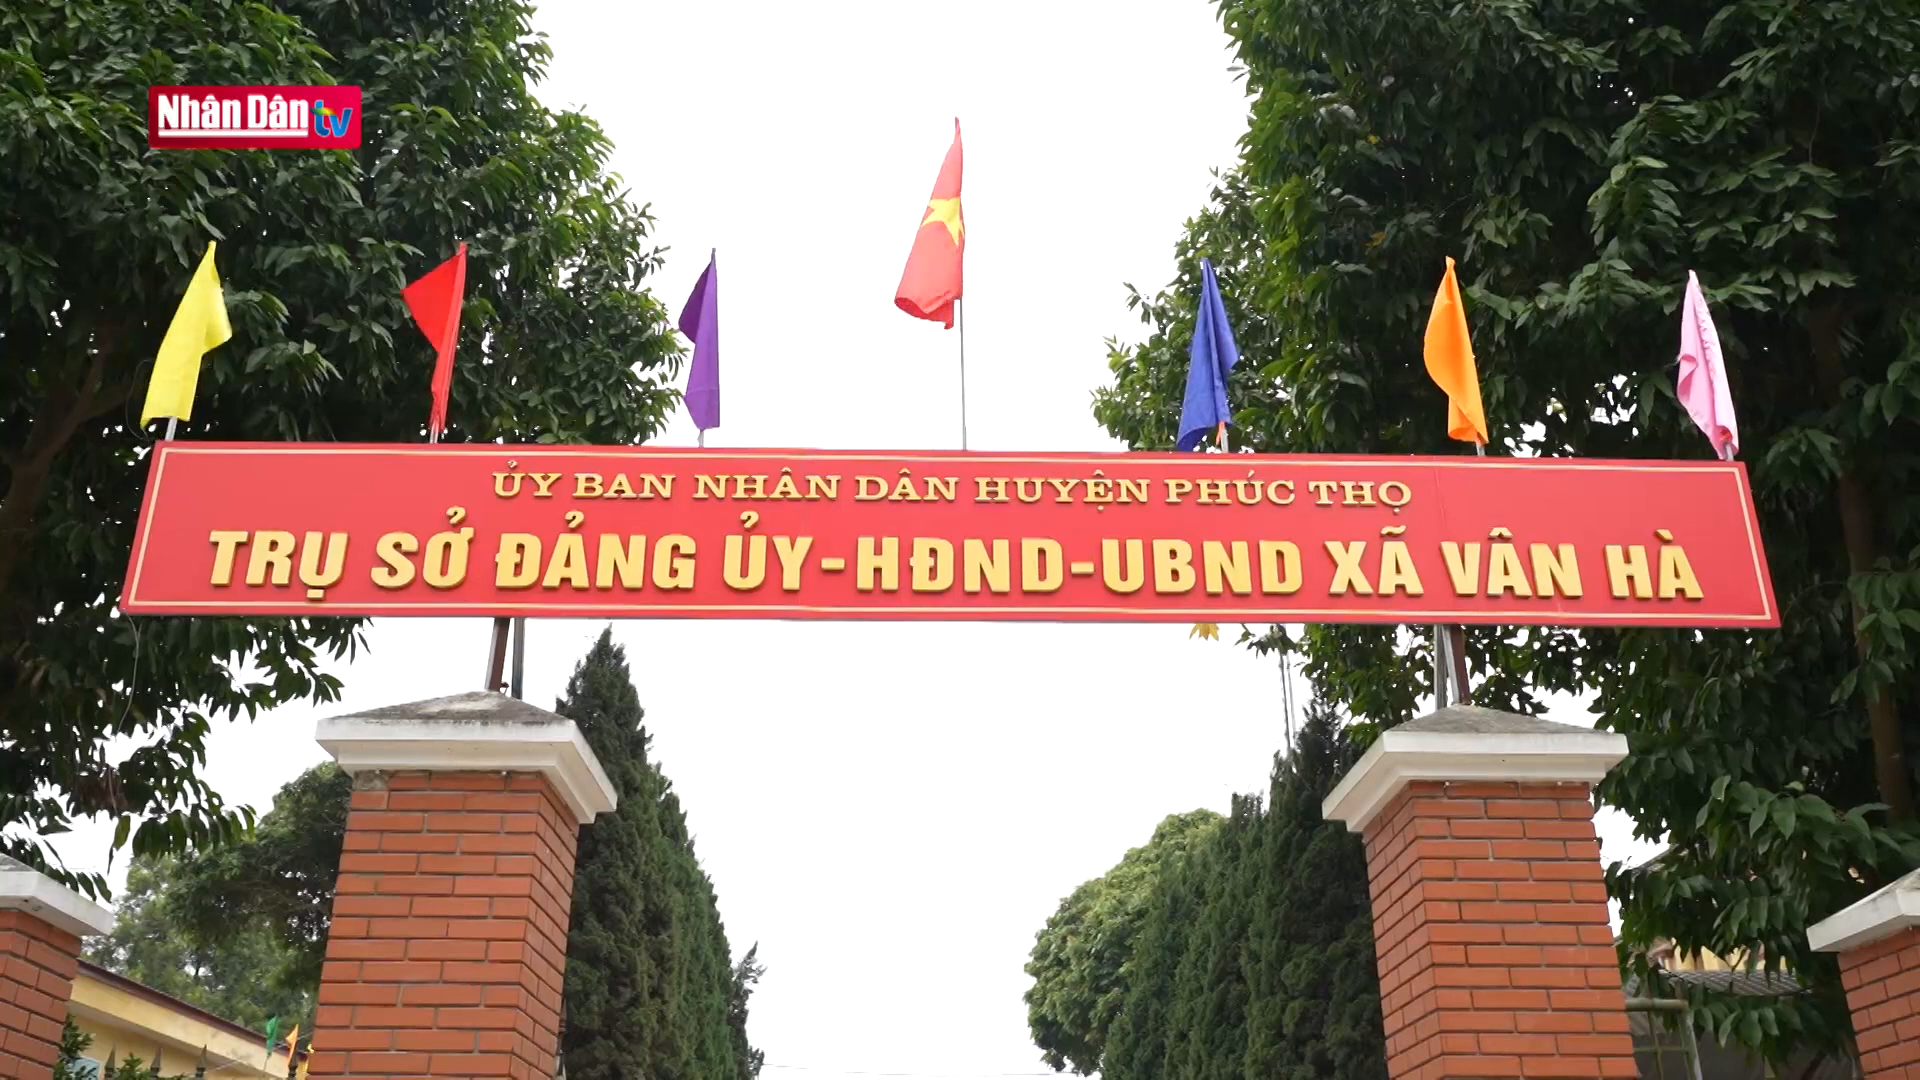 Nhân Dân tv
ỦY BAN NHÂN DÂN HUYỆN PHÚC THỌ
TRỤ SỞ ĐẢNG ỦY-HĐND-UBND XÃ VÂN HÀ